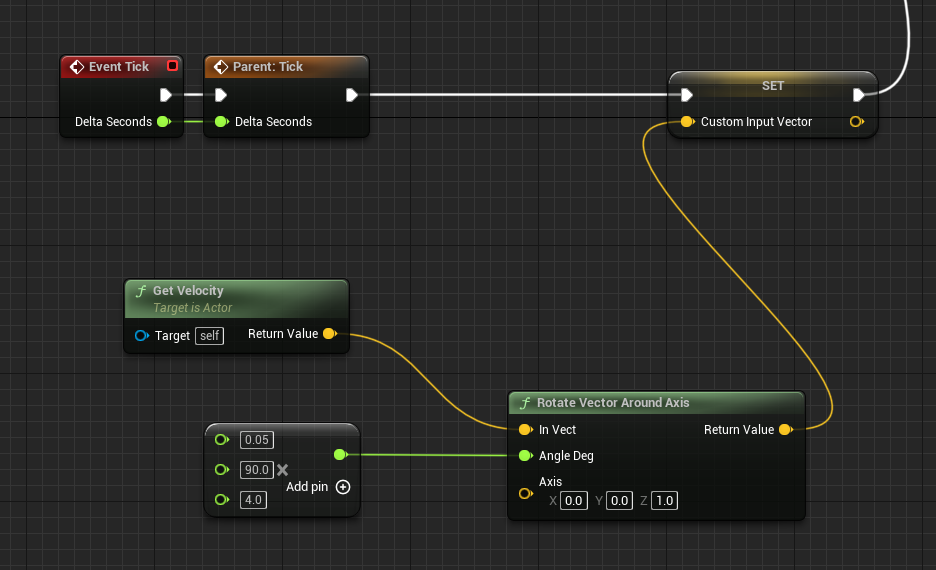 Event Tick
Delta Seconds
Parent: Tick
Delta Seconds
SET
Custom Input Vector
f Get Velocity
Target is Actor
Target self
Return Value
0.05
90.0
4.0
Add pin
f Rotate Vector Around Axis
In Vect
Return Value
Angle Deg
Axis
X 0.0 Y 0.0 Z 1.0